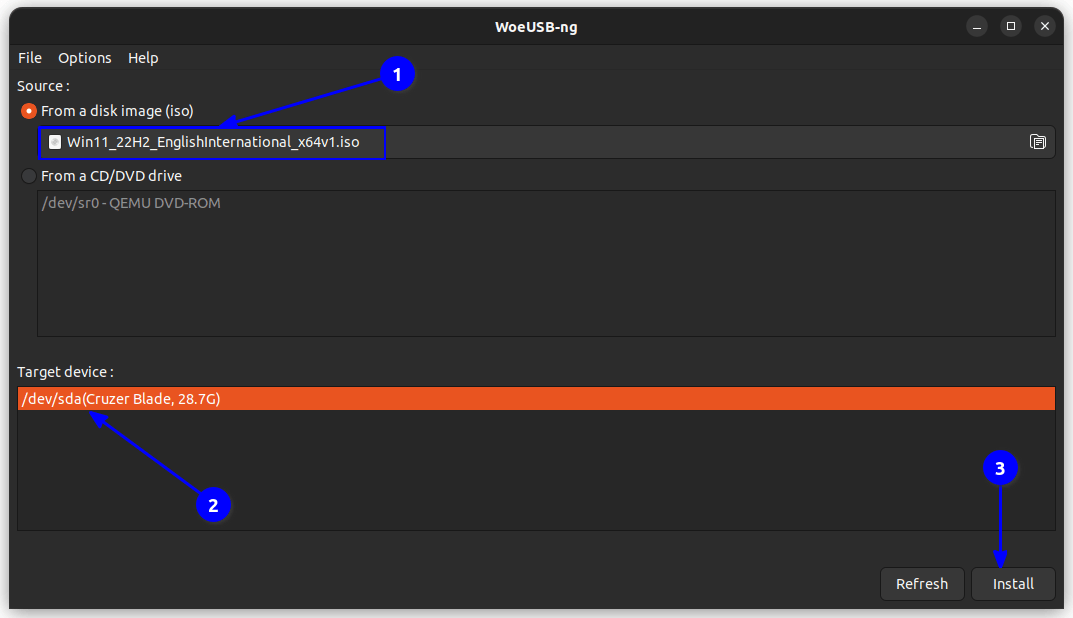 WoeUSB-ng
File Options Help
Source :
1
From a disk image (iso)
Win11_22H2_EnglishInternational_x64v1.iso
From a CD/DVD drive
/dev/sr0 - QEMU DVD-ROM
Target device :
/dev/sda(Cruzer Blade, 28.7G)
3
2
Refresh Install